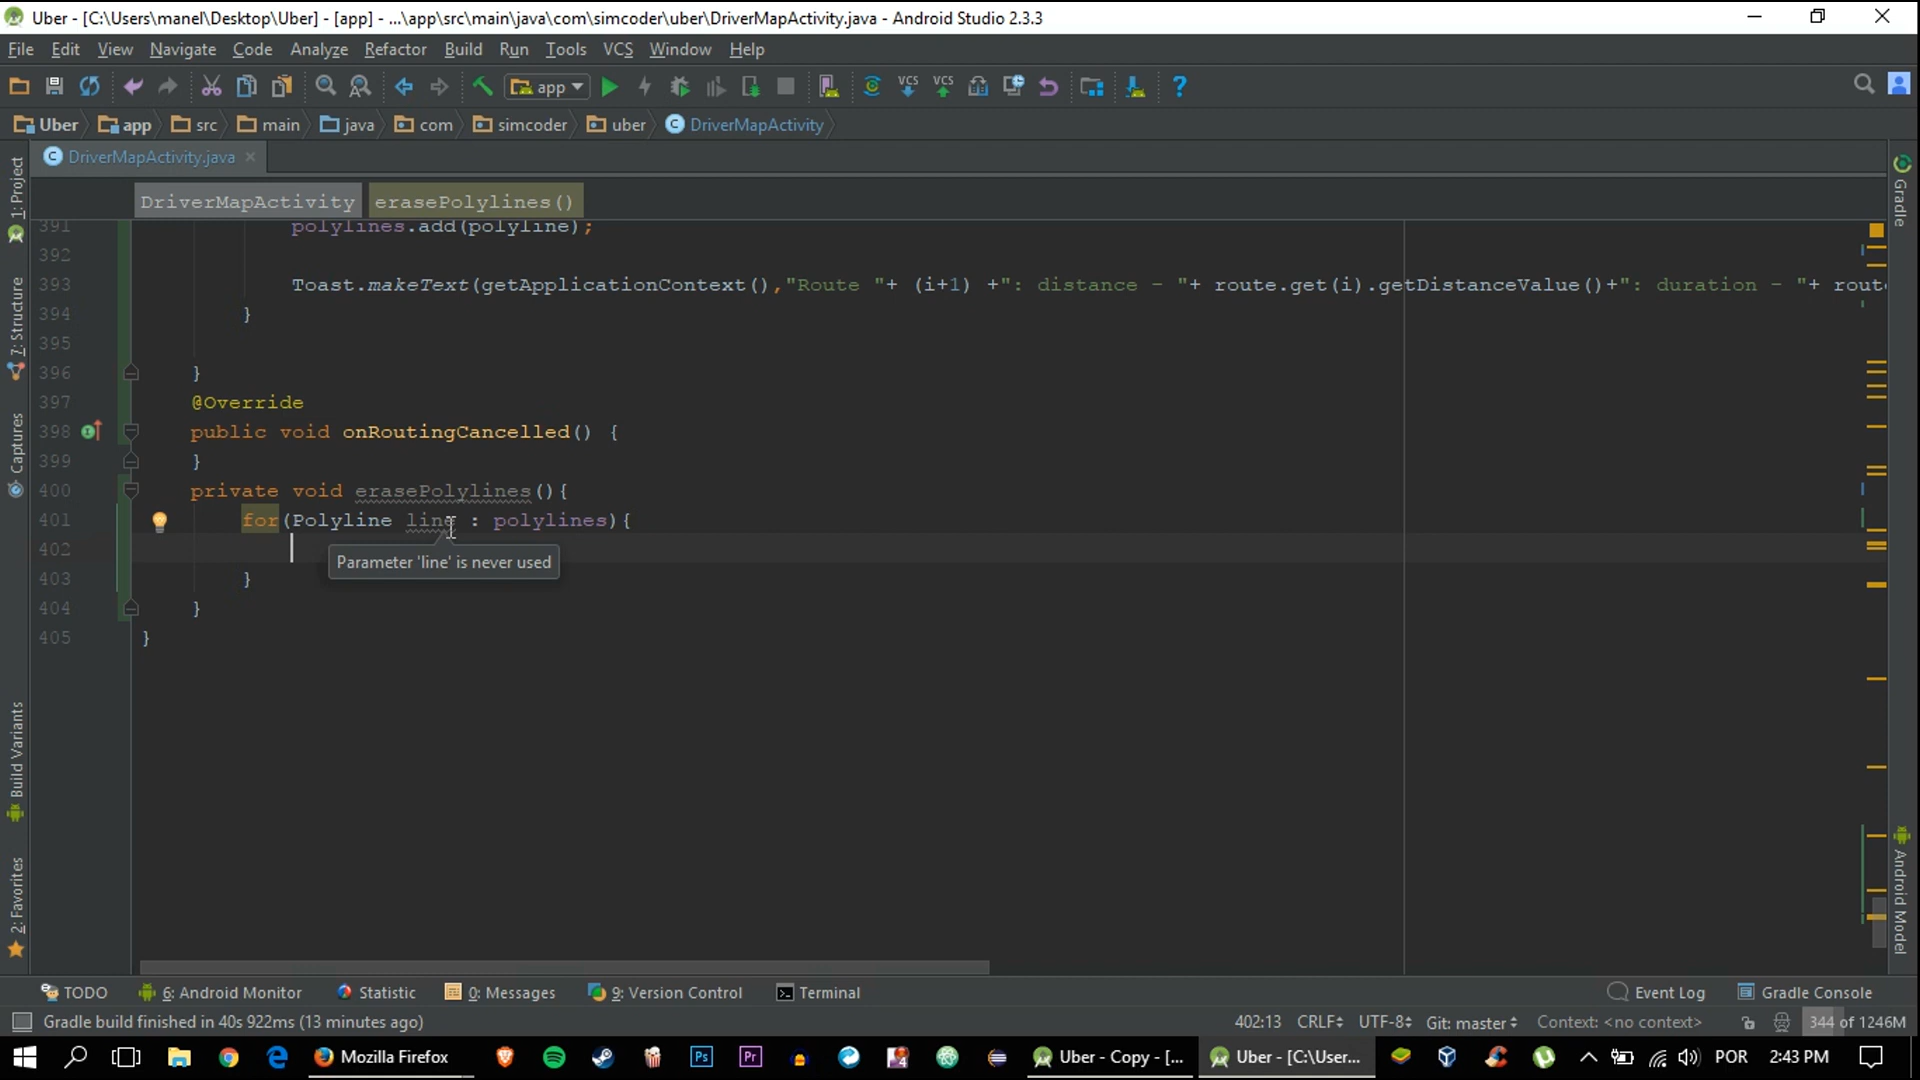 Uber - [C:\Users\manel\Desktop\Uber] - [app] - ...\app\src\main\java\com\simcoder\uber\DriverMapActivity.java - Android Studio 2.3.3
File Edit View Navigate Code Analyze Refactor Build Run Tools VCS Window Help
app
VCS VCS
Uber app src main java com simcoder uber DriverMapActivity
DriverMapActivity.java
DriverMapActivity erasePolylines()
391 polylines.add(polyline);
392
393 Toast.makeText(getApplicationContext(),"Route "+ (i+1) +": distance - "+ route.get(i).getDistanceValue()+": duration - "+ rout
394 }
395
396 }
397 @Override
398 public void onRoutingCancelled() {
399 }
400 private void erasePolylines(){
401 for(Polyline line : polylines){
402
Parameter 'line' is never used
403 }
404 }
405 }
1: Project
7: Structure
Captures
Build Variants
2: Favorites
Gradle
Android Model
TODO 6: Android Monitor Statistic 0: Messages 9: Version Control Terminal Event Log Gradle Console
Gradle build finished in 40s 922ms (13 minutes ago) 402:13 CRLF UTF-8 Git: master Context: <no context> 344 of 1246M
Mozilla Firefox Ps Pr Uber - Copy - [... Uber - [C:\User... POR 2:43 PM